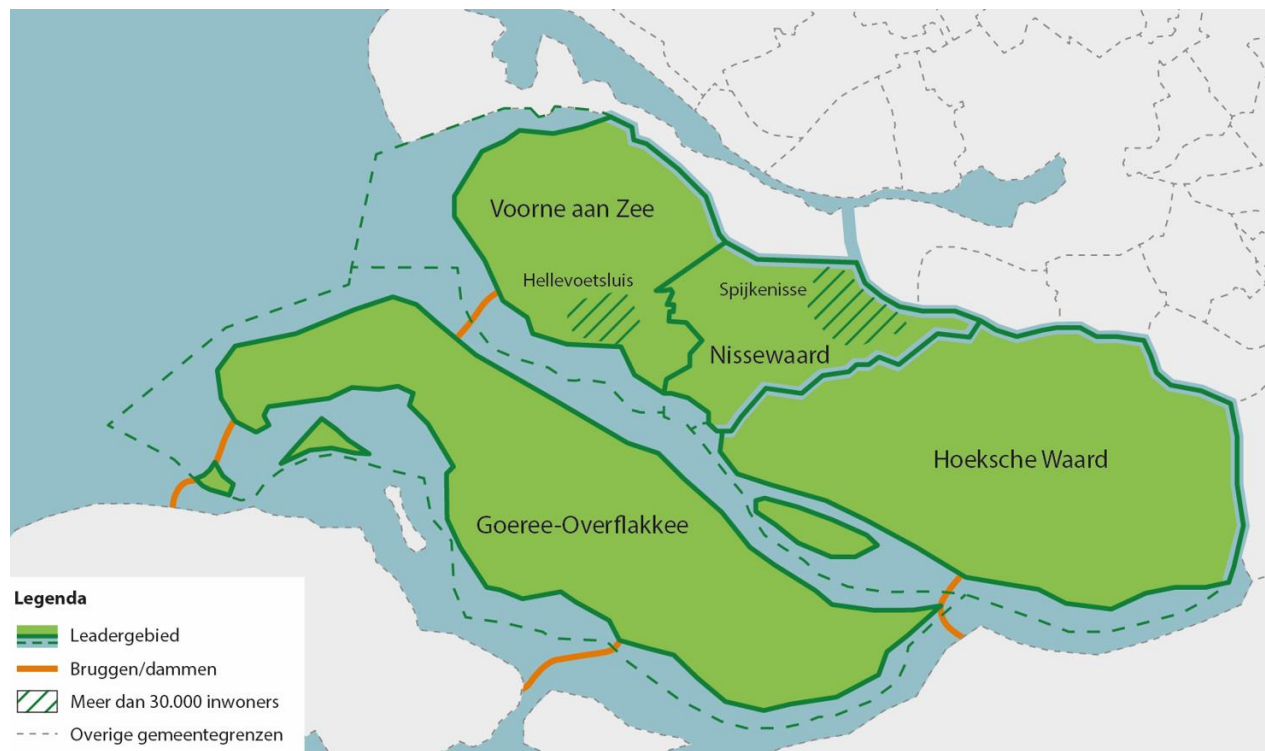 Voorne aan Zee
Hellevoetsluis
Spijkenisse
Nissewaard
Hoeksche Waard
Goeree-Overflakkee
Legenda
Leadergebied
Bruggen/dammen
Meer dan 30.000 inwoners
Overige gemeentegrenzen